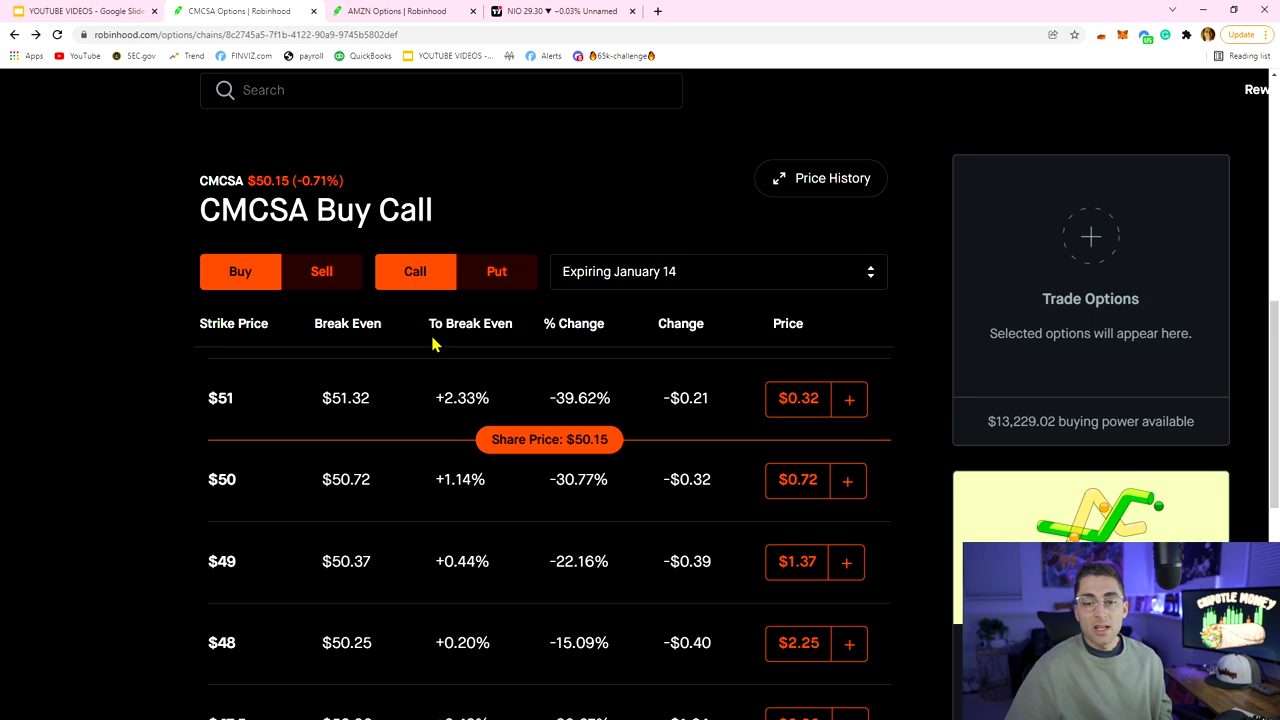 YOUTUBE VIDEOS - Google Slide
CMCSA Options | Robinhood
AMZN Options | Robinhood
NIO 29.30 ▼ −0.03% Unnamed
robinhood.com/options/chains/8c2745a5-7f1b-4122-90a9-9745b5802def
Update
Apps
YouTube
SEC.gov
Trend
FINVIZ.com
payroll
QuickBooks
YOUTUBE VIDEOS -...
Alerts
65k-challenge
Reading list
Search
Rew
CMCSA $50.15 (-0.71%)
CMCSA Buy Call
Price History
Buy
Sell
Call
Put
Expiring January 14
Strike Price Break Even To Break Even % Change Change Price
$51 $51.32 +2.33% -39.62% -$0.21 $0.32 +
Share Price: $50.15
$50 $50.72 +1.14% -30.77% -$0.32 $0.72 +
$49 $50.37 +0.44% -22.16% -$0.39 $1.37 +
$48 $50.25 +0.20% -15.09% -$0.40 $2.25 +
Trade Options
Selected options will appear here.
$13,229.02 buying power available
CHIPOTLE MONEY